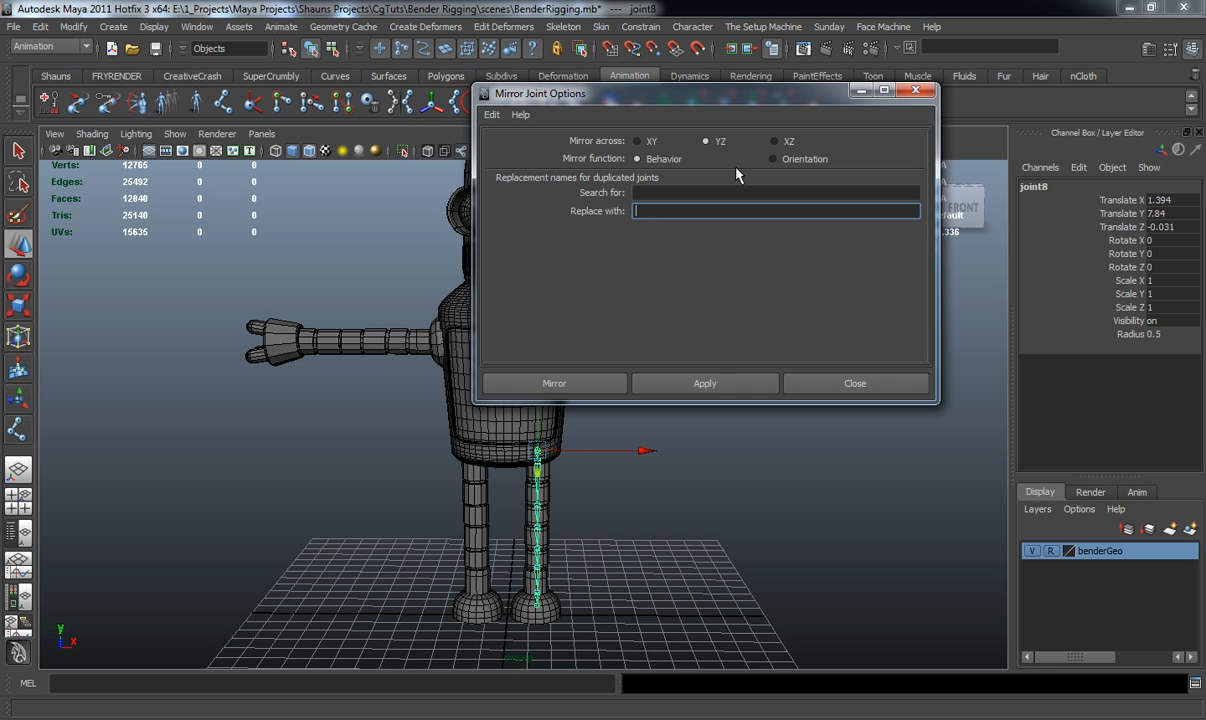 Autodesk Maya 2011 Hotfix 3 x64: E:\1_Projects\Maya Projects\Shauns Projects\CgTuts\Bender Rigging\scenes\BenderRigging.mb* --- joint8
File Edit Modify Create Display Window Assets Animate Geometry Cache Create Deformers Edit Deformers Skeleton Skin Constrain Character Muscle The Setup Machine Sunday Face Machine Help
Animation Objects
Shauns FRYRENDER CreativeCrash SuperCrumbly Curves Surfaces Polygons Subdivs Deformation Animation Dynamics Rendering PaintEffects Toon Muscle Fluids Fur Hair nCloth
Mirror Joint Options
Edit Help
Mirror across: XY YZ XZ
Mirror function: Behavior Orientation
Replacement names for duplicated joints
Search for:
Replace with:
Mirror Apply Close
View Shading Lighting Show Renderer Panels
Verts: 12765 0 0
Edges: 25492 0 0
Faces: 12840 0 0
Tris: 25140 0 0
UVs: 15635 0 0
FRONT
.336
y
x
Channel Box / Layer Editor
Channels Edit Object Show
joint8
Translate X 1.394
Translate Y 7.84
Translate Z -0.031
Rotate X 0
Rotate Y 0
Rotate Z 0
Scale X 1
Scale Y 1
Scale Z 1
Visibility on
Radius 0.5
Display Render Anim
Layers Options Help
V R benderGeo
MEL